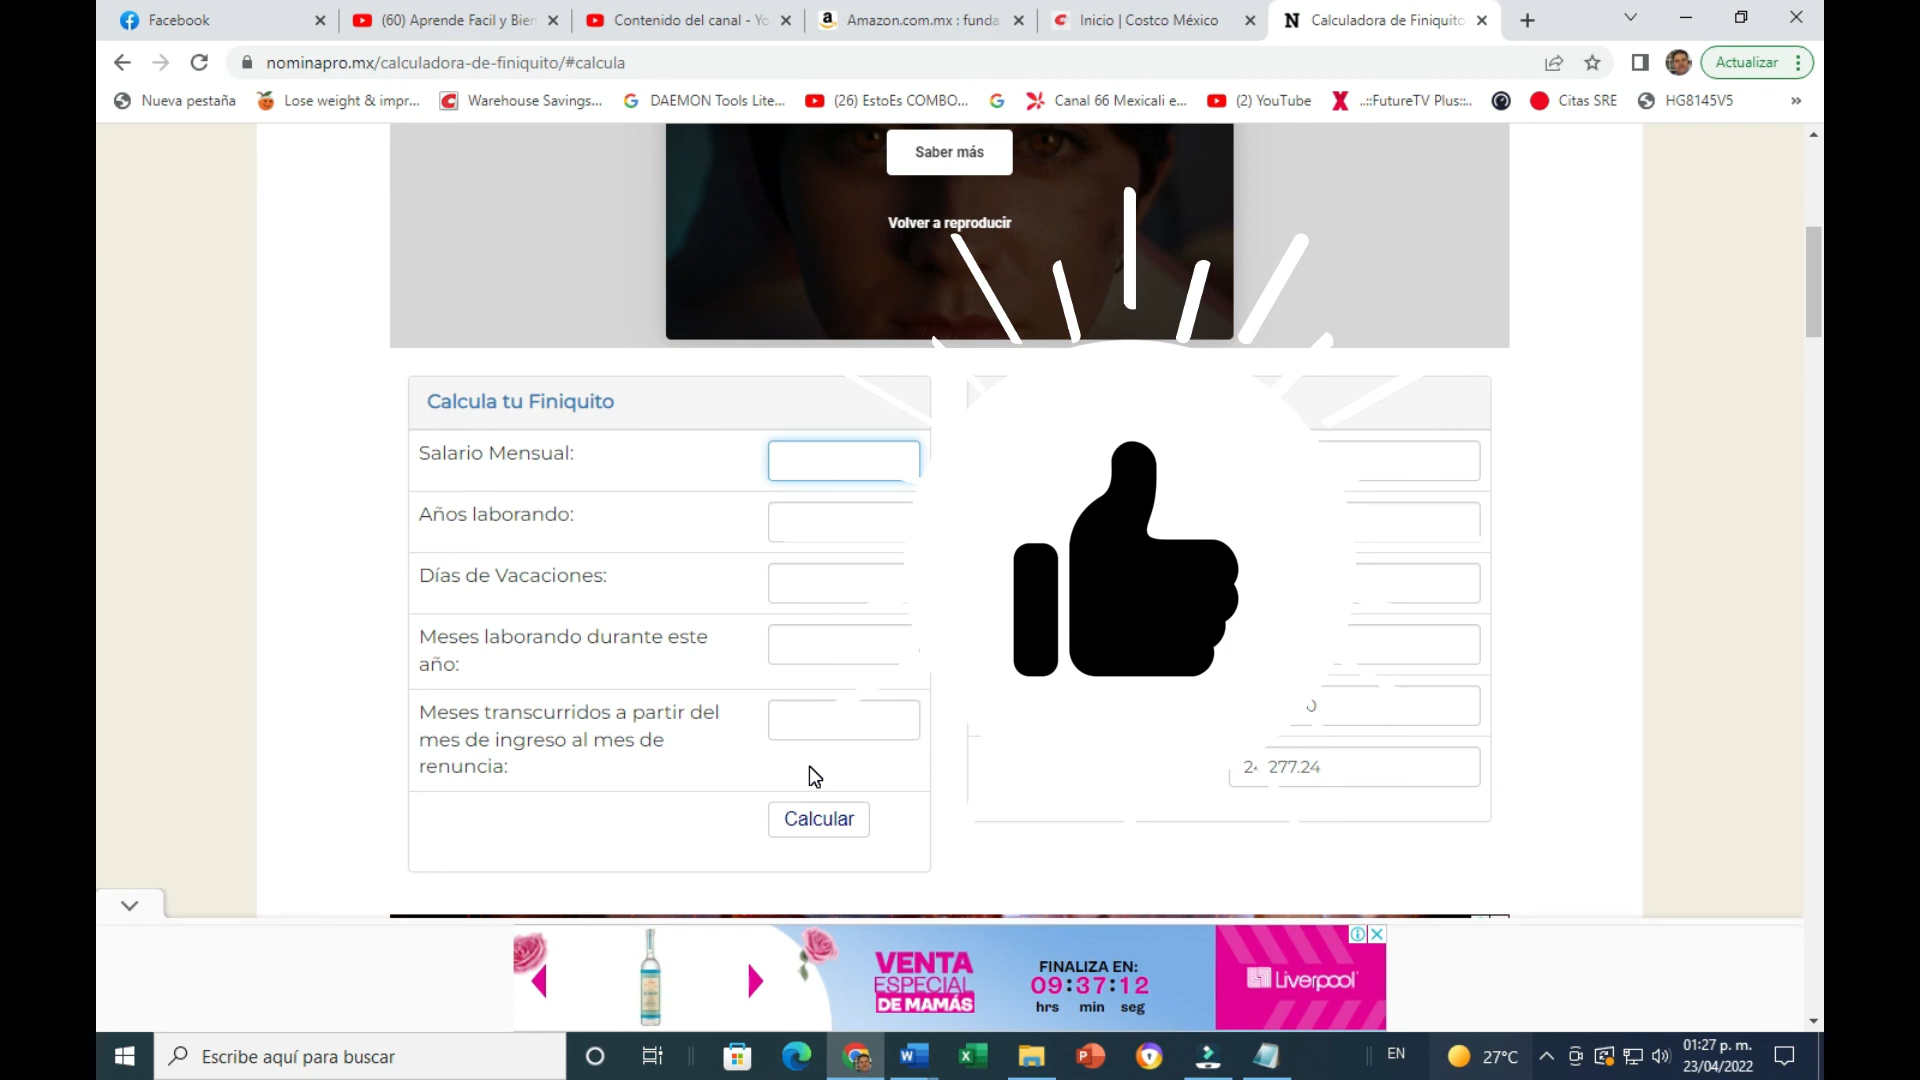 Facebook
(60) Aprende Facil y Bien
Contenido del canal - Yo
Amazon.com.mx : funda
Inicio | Costco México
Calculadora de Finiquito
nominapro.mx/calculadora-de-finiquito/#calcula
Actualizar
Nueva pestaña
Lose weight & impr...
Warehouse Savings...
DAEMON Tools Lite...
(26) EstoEs COMBO...
Canal 66 Mexicali e...
(2) YouTube
..::FutureTV Plus::..
Citas SRE
HG8145V5
»
Saber más
Volver a reproducir
Calcula tu Finiquito
Salario Mensual:
Años laborando:
Días de Vacaciones:
Meses laborando durante este
año:
Meses transcurridos a partir del
mes de ingreso al mes de
renuncia:
277.24
Calcular
VENTA
ESPECIAL
DE MAMÁS
FINALIZA EN:
09:37:12
hrs min seg
Liverpool
Escribe aquí para buscar
EN
27°C
01:27 p. m.
23/04/2022